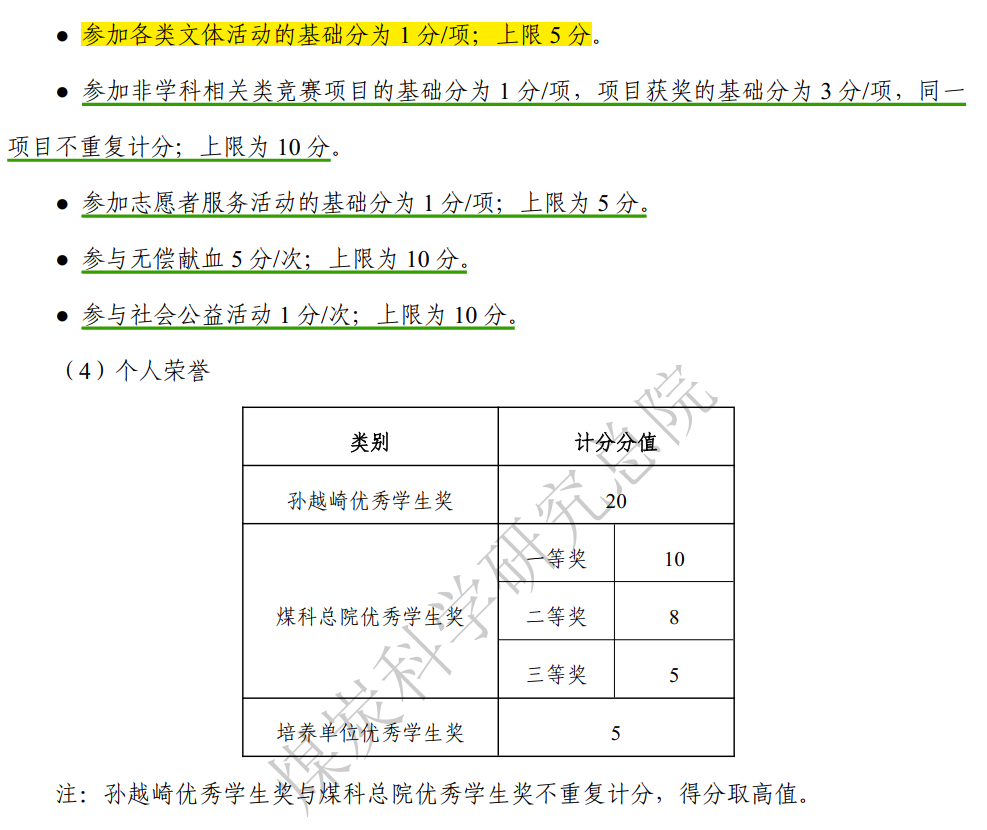 ● 参加各类文体活动的基础分为 1 分/项；上限 5 分。
● 参加非学科相关类竞赛项目的基础分为 1 分/项，项目获奖的基础分为 3 分/项，同一
项目不重复计分；上限为 10 分。
● 参加志愿者服务活动的基础分为 1 分/项；上限为 5 分。
● 参与无偿献血 5 分/次；上限为 10 分。
● 参与社会公益活动 1 分/次；上限为 10 分。
（4）个人荣誉
类别 计分分值
孙越崎优秀学生奖 20
一等奖 10
煤科总院优秀学生奖 二等奖 8
三等奖 5
培养单位优秀学生奖 5
注：孙越崎优秀学生奖与煤科总院优秀学生奖不重复计分，得分取高值。
煤炭科学研究总院